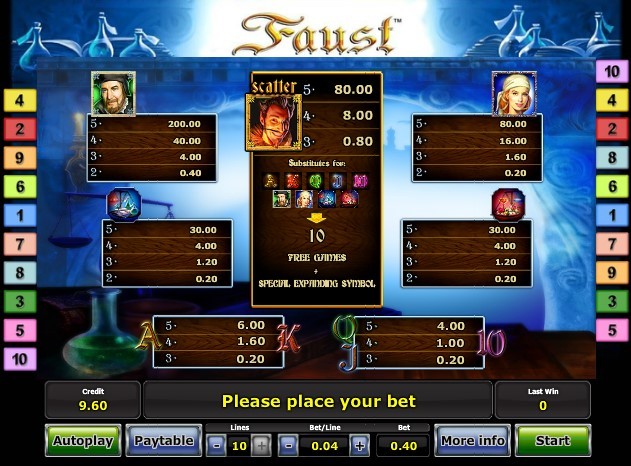 Faust™
scatter
5- 80.00
4- 8.00
3- 0.80
Substitutes for:
A K Q J 10
10
FREE GAMES
+
SPECIAL EXPANDING SYMBOL
5- 200.00
4- 40.00
3- 4.00
2- 0.40
5- 80.00
4- 16.00
3- 1.60
2- 0.20
5- 30.00
4- 4.00
3- 1.20
2- 0.20
5- 30.00
4- 4.00
3- 1.20
2- 0.20
A K
5- 6.00
4- 1.60
3- 0.20
Q J 10
5- 4.00
4- 1.00
3- 0.20
4
2
9
6
1
7
8
3
5
10
10
4
2
8
6
1
7
9
3
5
Credit
9.60
Please place your bet
Last Win
0
Autoplay
Paytable
Lines
- 10 +
Bet/Line
- 0.04 +
Bet
0.40
More info
Start